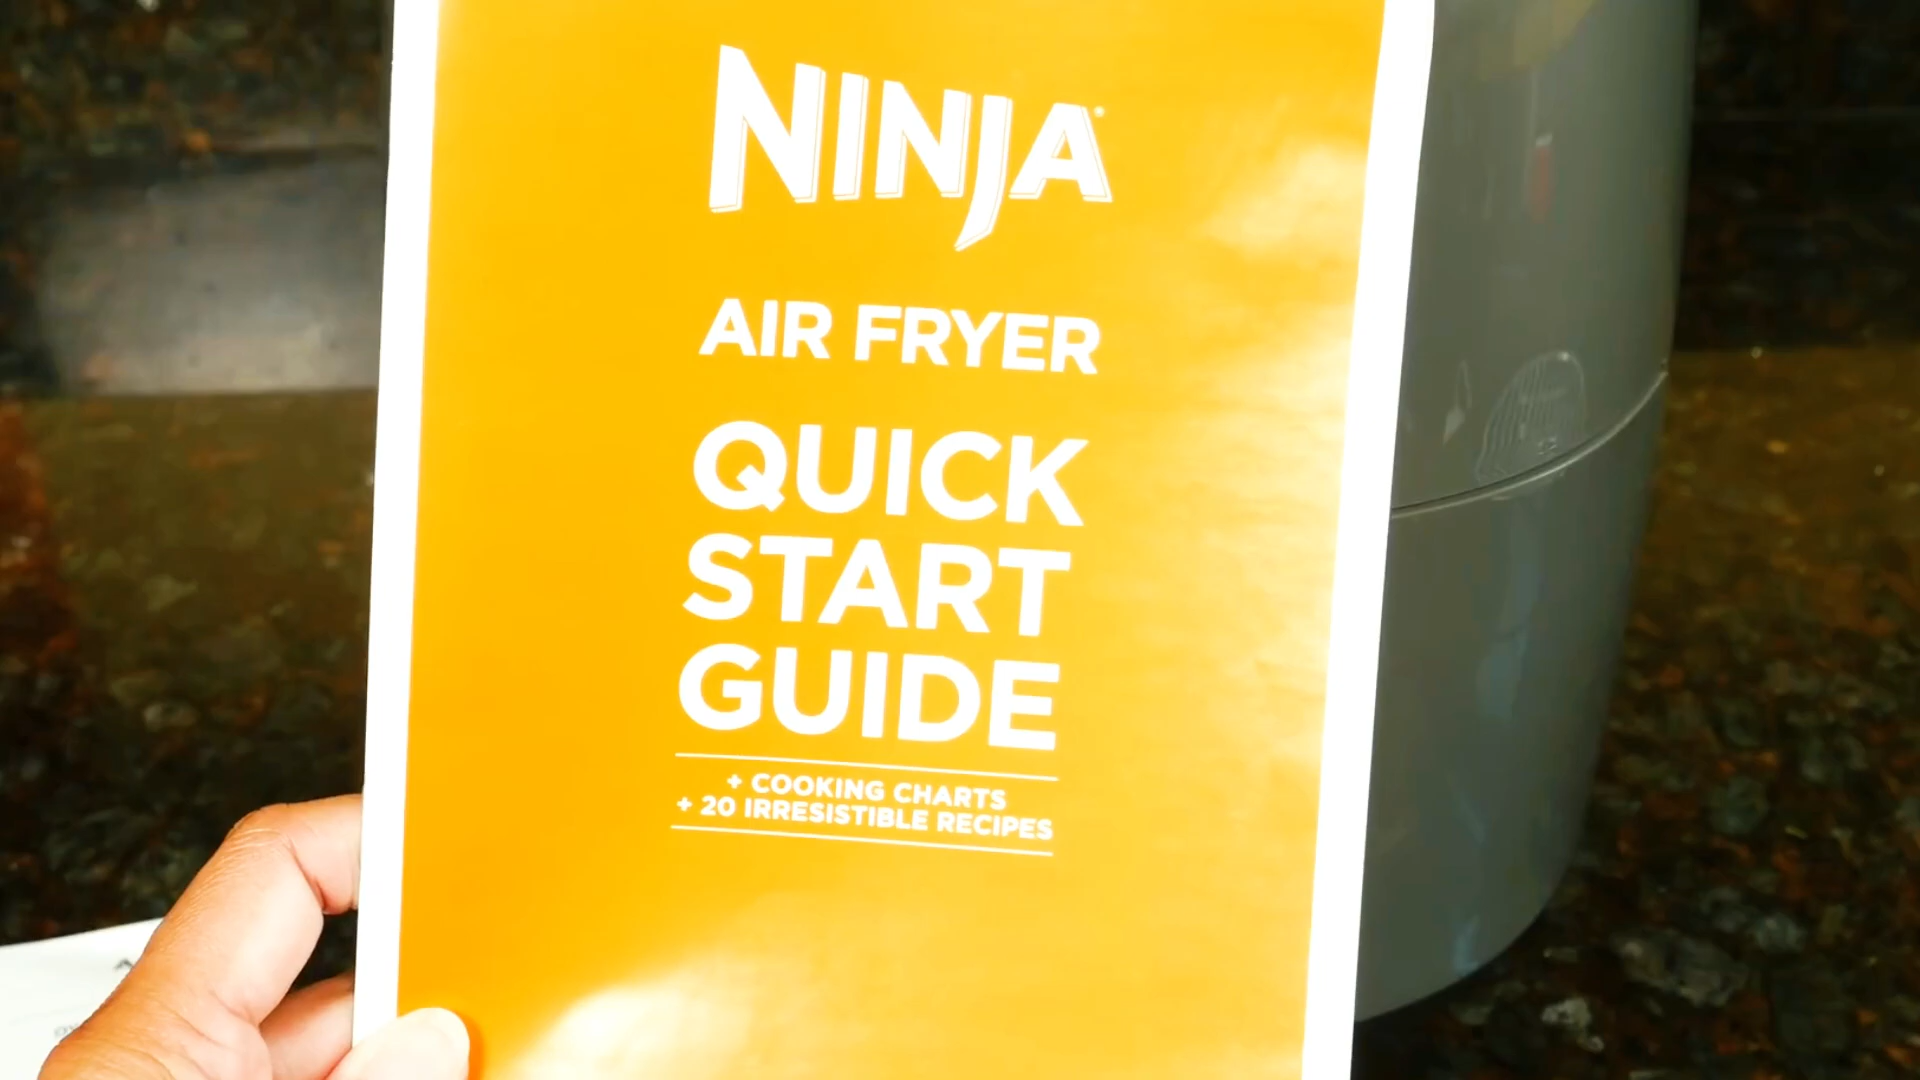 NINJA
AIR FRYER
QUICK
START
GUIDE
+ COOKING CHARTS
+ 20 IRRESISTIBLE RECIPES